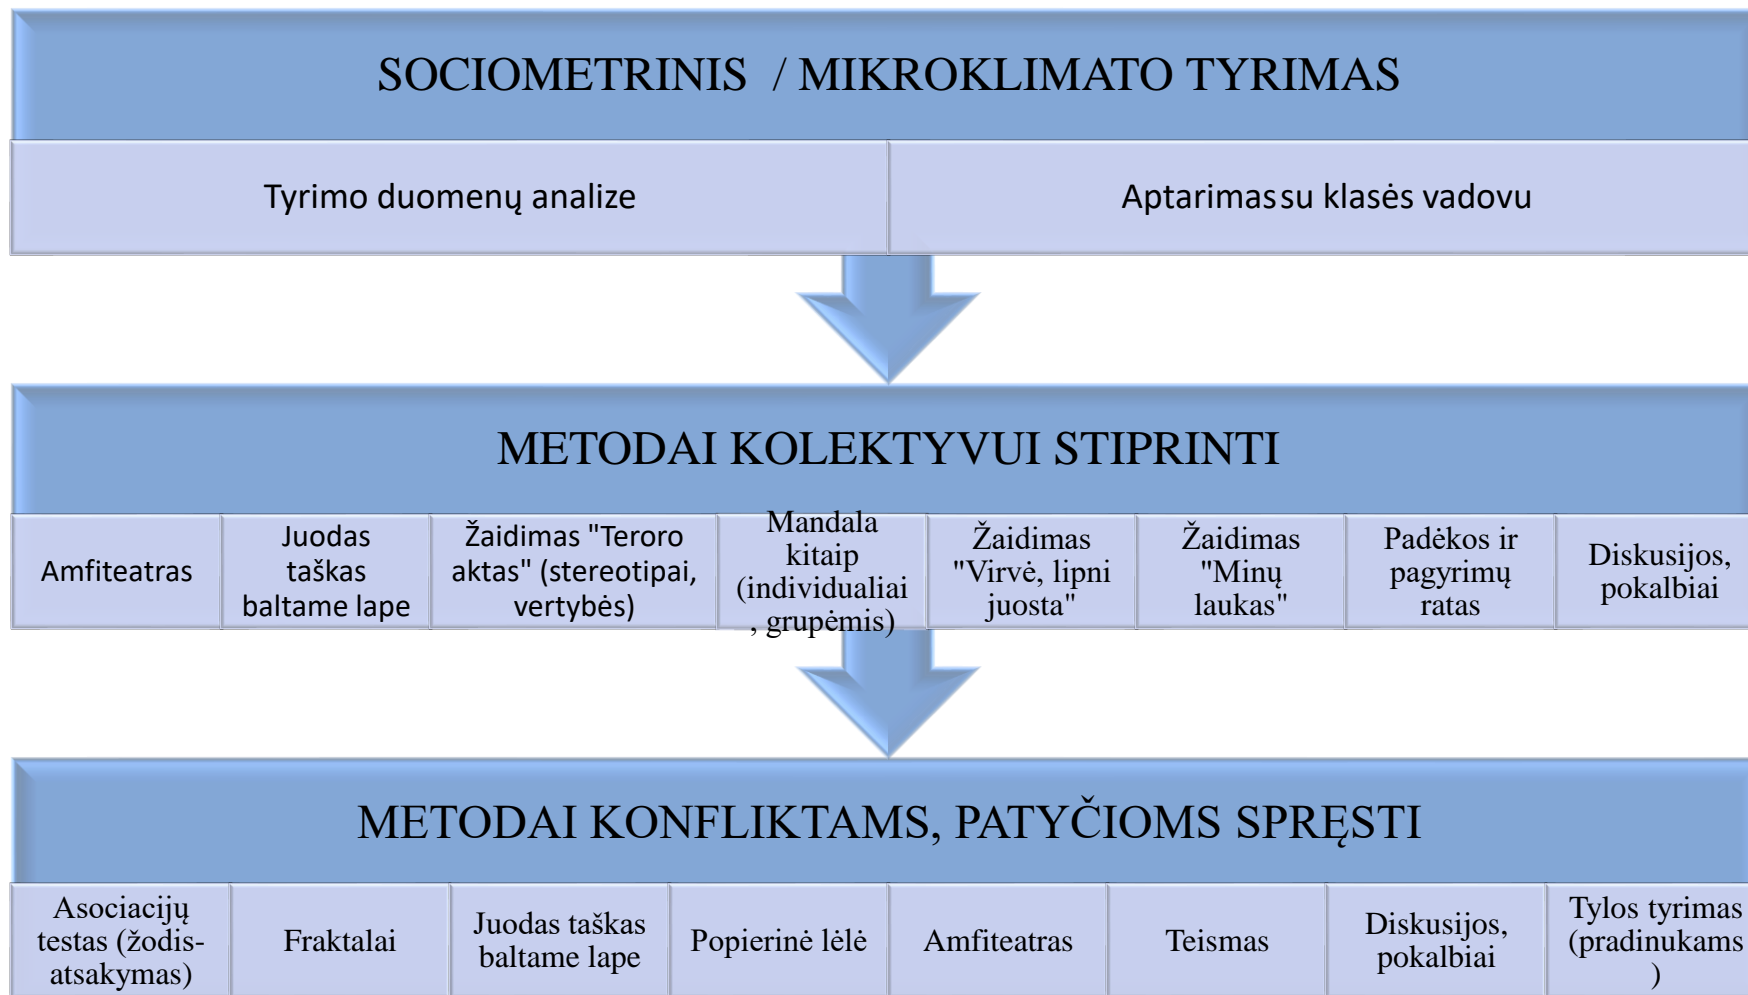 SOCIOMETRINIS / MIKROKLIMATO TYRIMAS
Tyrimo duomenų analize
Aptarimas su klasės vadovu
METODAI KOLEKTYVUI STIPRINTI
Amfiteatras
Juodas
taškas
baltame lape
Žaidimas "Teroro
aktas" (stereotipai,
vertybės)
Mandala
kitaip
(individualiai
, grupėmis)
Žaidimas
"Virvė, lipni
juosta"
Žaidimas
"Minų
laukas"
Padėkos ir
pagyrimų
ratas
Diskusijos,
pokalbiai
METODAI KONFLIKTAMS, PATYČIOMS SPRĘSTI
Asociacijų
testas (žodis-
atsakymas)
Fraktalai
Juodas taškas
baltame lape
Popierinė lėlė
Amfiteatras
Teismas
Diskusijos,
pokalbiai
Tylos tyrimas
(pradinukams
)